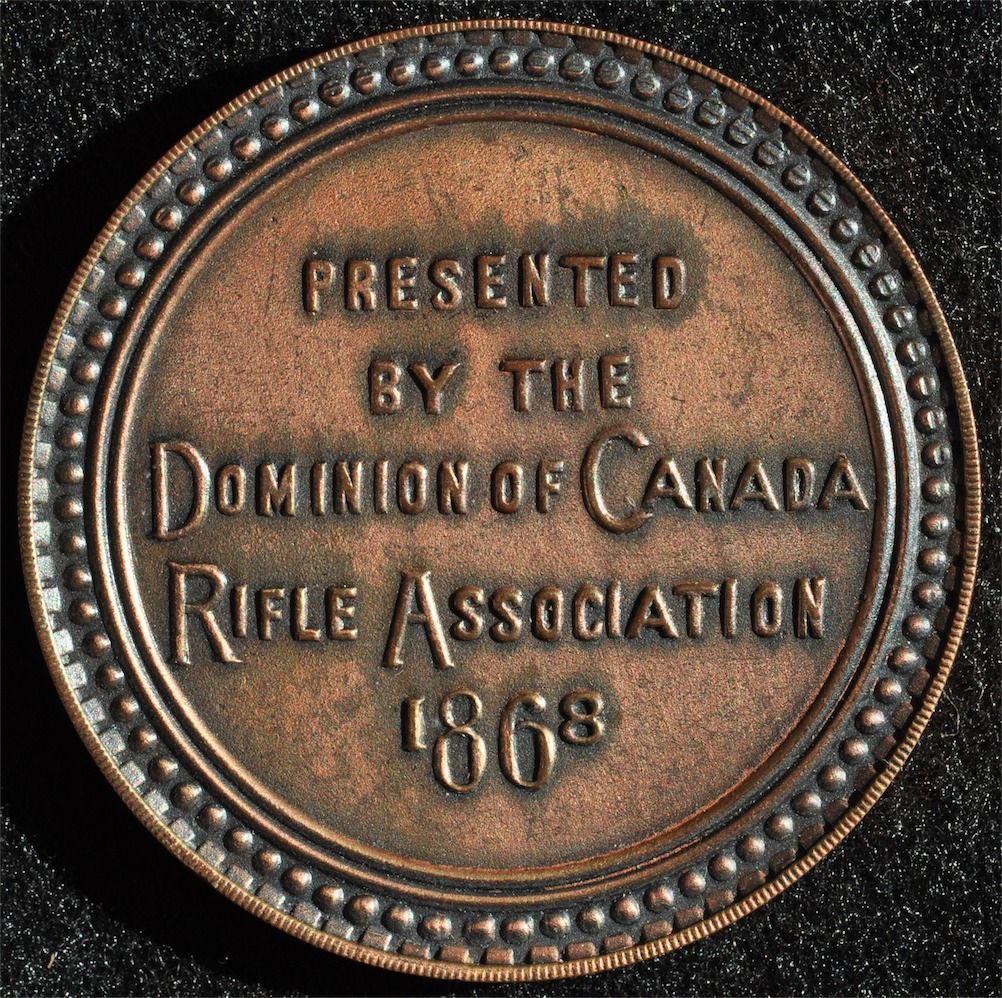 PRESENTED
BY THE
DOMINION OF CANADA
RIFLE ASSOCIATION
1868